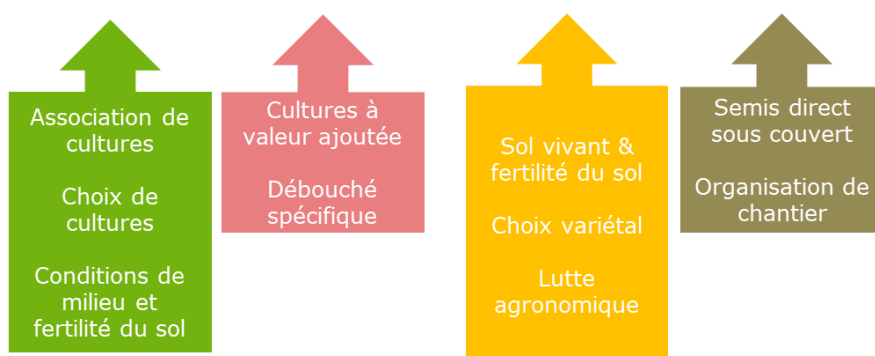 Association de
cultures
Choix de
cultures
Conditions de
milieu et
fertilité du sol
Cultures à
valeur ajoutée
Débouché
spécifique
Sol vivant &
fertilité du sol
Choix variétal
Lutte
agronomique
Semis direct
sous couvert
Organisation de
chantier